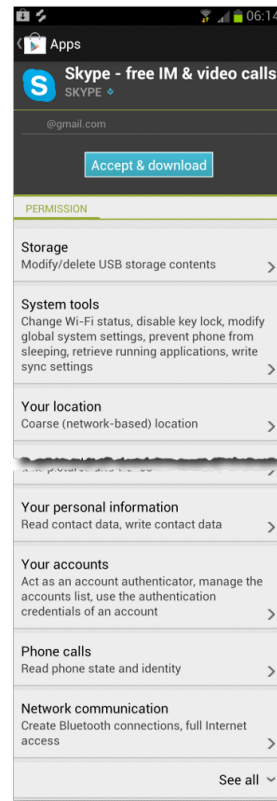 06:14
Apps
Skype - free IM & video calls
SKYPE
@gmail.com
Accept & download
PERMISSION
Storage
Modify/delete USB storage contents
System tools
Change Wi-Fi status, disable key lock, modify
global system settings, prevent phone from
sleeping, retrieve running applications, write
sync settings
Your location
Coarse (network-based) location
Your personal information
Read contact data, write contact data
Your accounts
Act as an account authenticator, manage the
accounts list, use the authentication
credentials of an account
Phone calls
Read phone state and identity
Network communication
Create Bluetooth connections, full Internet
access
See all